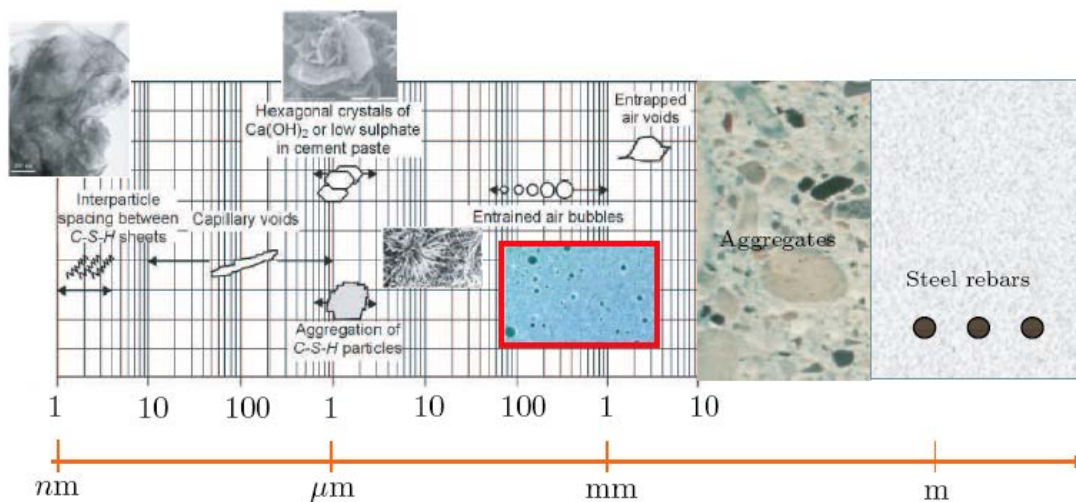 Hexagonal crystals of
Ca(OH)2 or low sulphate
in cement paste
Entrapped
air voids
Interparticle
spacing between
C-S-H sheets
Capillary voids
Entrained air bubbles
Aggregation of
C-S-H particles
Aggregates
Steel rebars
1 10 100 1 10 100 1 10
nm μm mm m